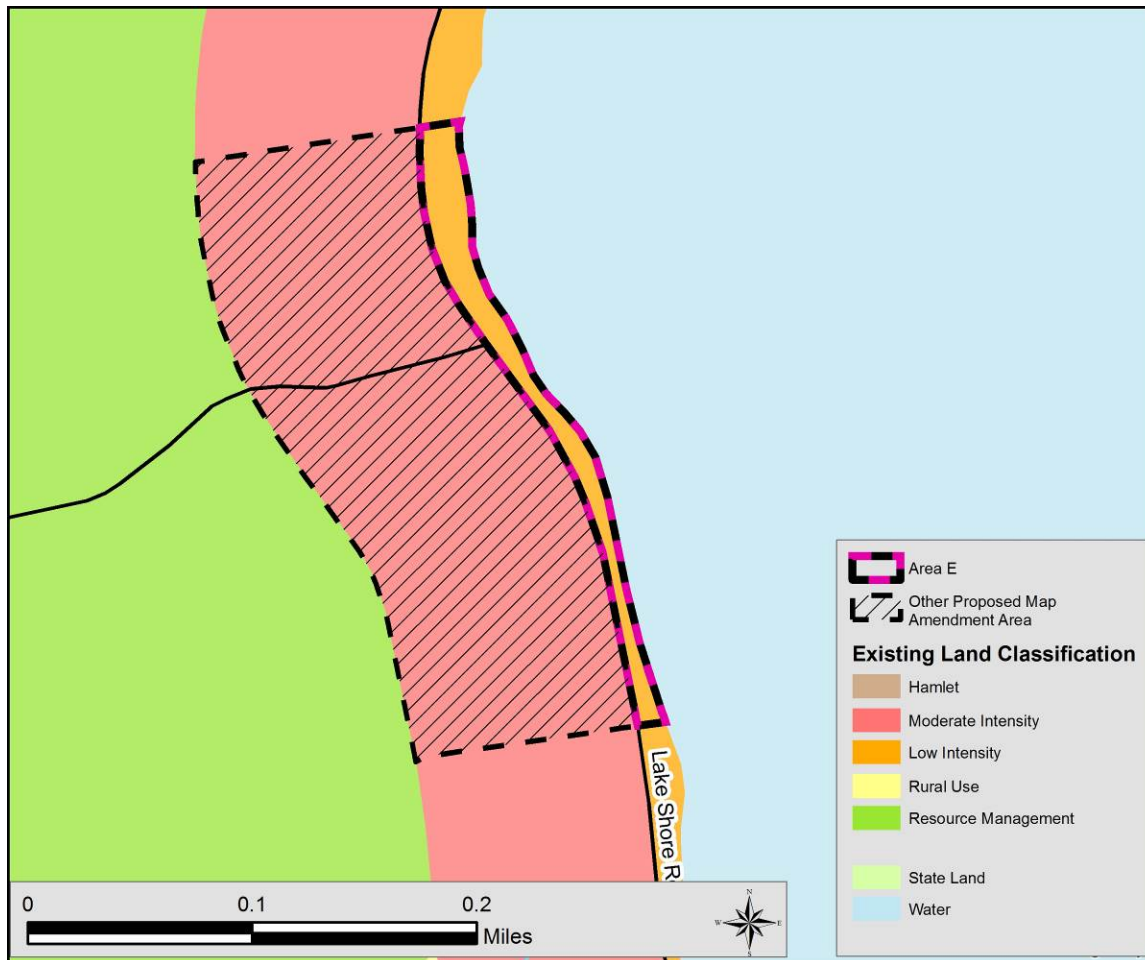 Lake Shore R
Area E
Other Proposed Map
Amendment Area
Existing Land Classification
Hamlet
Moderate Intensity
Low Intensity
Rural Use
Resource Management
State Land
Water
0 0.1 0.2
Miles
N
W E
S